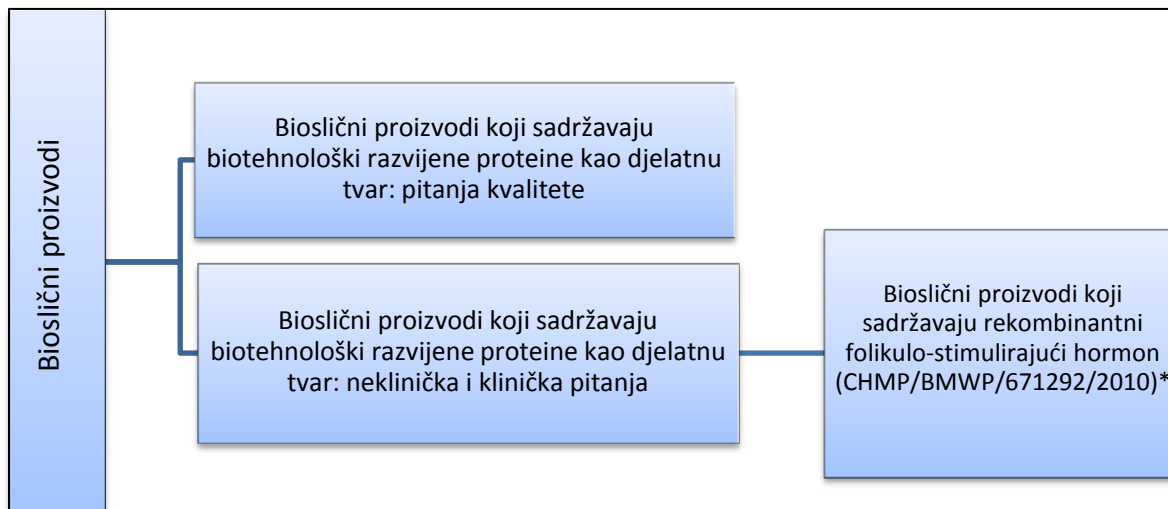 Bioslični proizvodi
Bioslični proizvodi koji sadržavaju
biotehnološki razvijene proteine kao djelatnu
tvar: pitanja kvalitete
Bioslični proizvodi koji sadržavaju
biotehnološki razvijene proteine kao djelatnu
tvar: neklinička i klinička pitanja
Bioslični proizvodi koji
sadržavaju rekombinantni
folikulo-stimulirajući hormon
(CHMP/BMWP/671292/2010)*